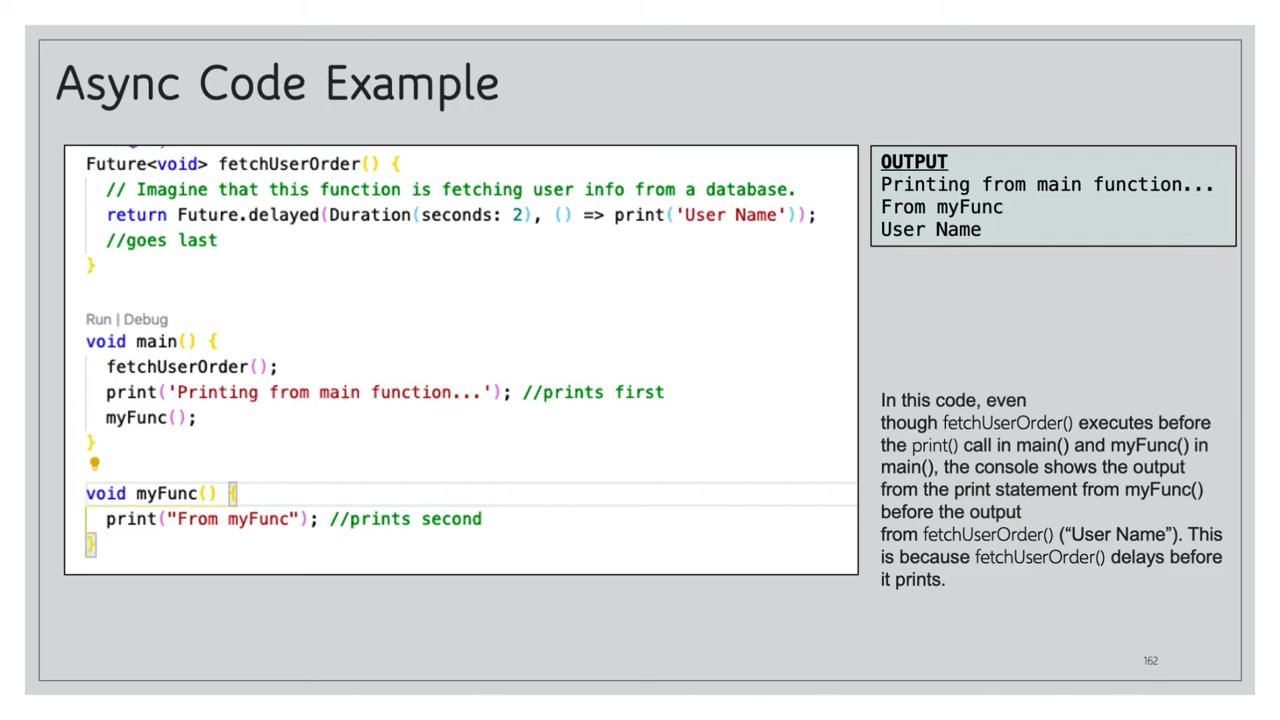 Async Code Example
Future<void> fetchUserOrder() {
// Imagine that this function is fetching user info from a database.
return Future.delayed(Duration(seconds: 2), () => print('User Name'));
//goes last
}
Run | Debug
void main() {
fetchUserOrder();
print('Printing from main function...'); //prints first
myFunc();
}
void myFunc() {
print("From myFunc"); //prints second
}
OUTPUT
Printing from main function...
From myFunc
User Name
In this code, even
though fetchUserOrder() executes before
the print() call in main() and myFunc() in
main(), the console shows the output
from the print statement from myFunc()
before the output
from fetchUserOrder() (“User Name”). This
is because fetchUserOrder() delays before
it prints.
162